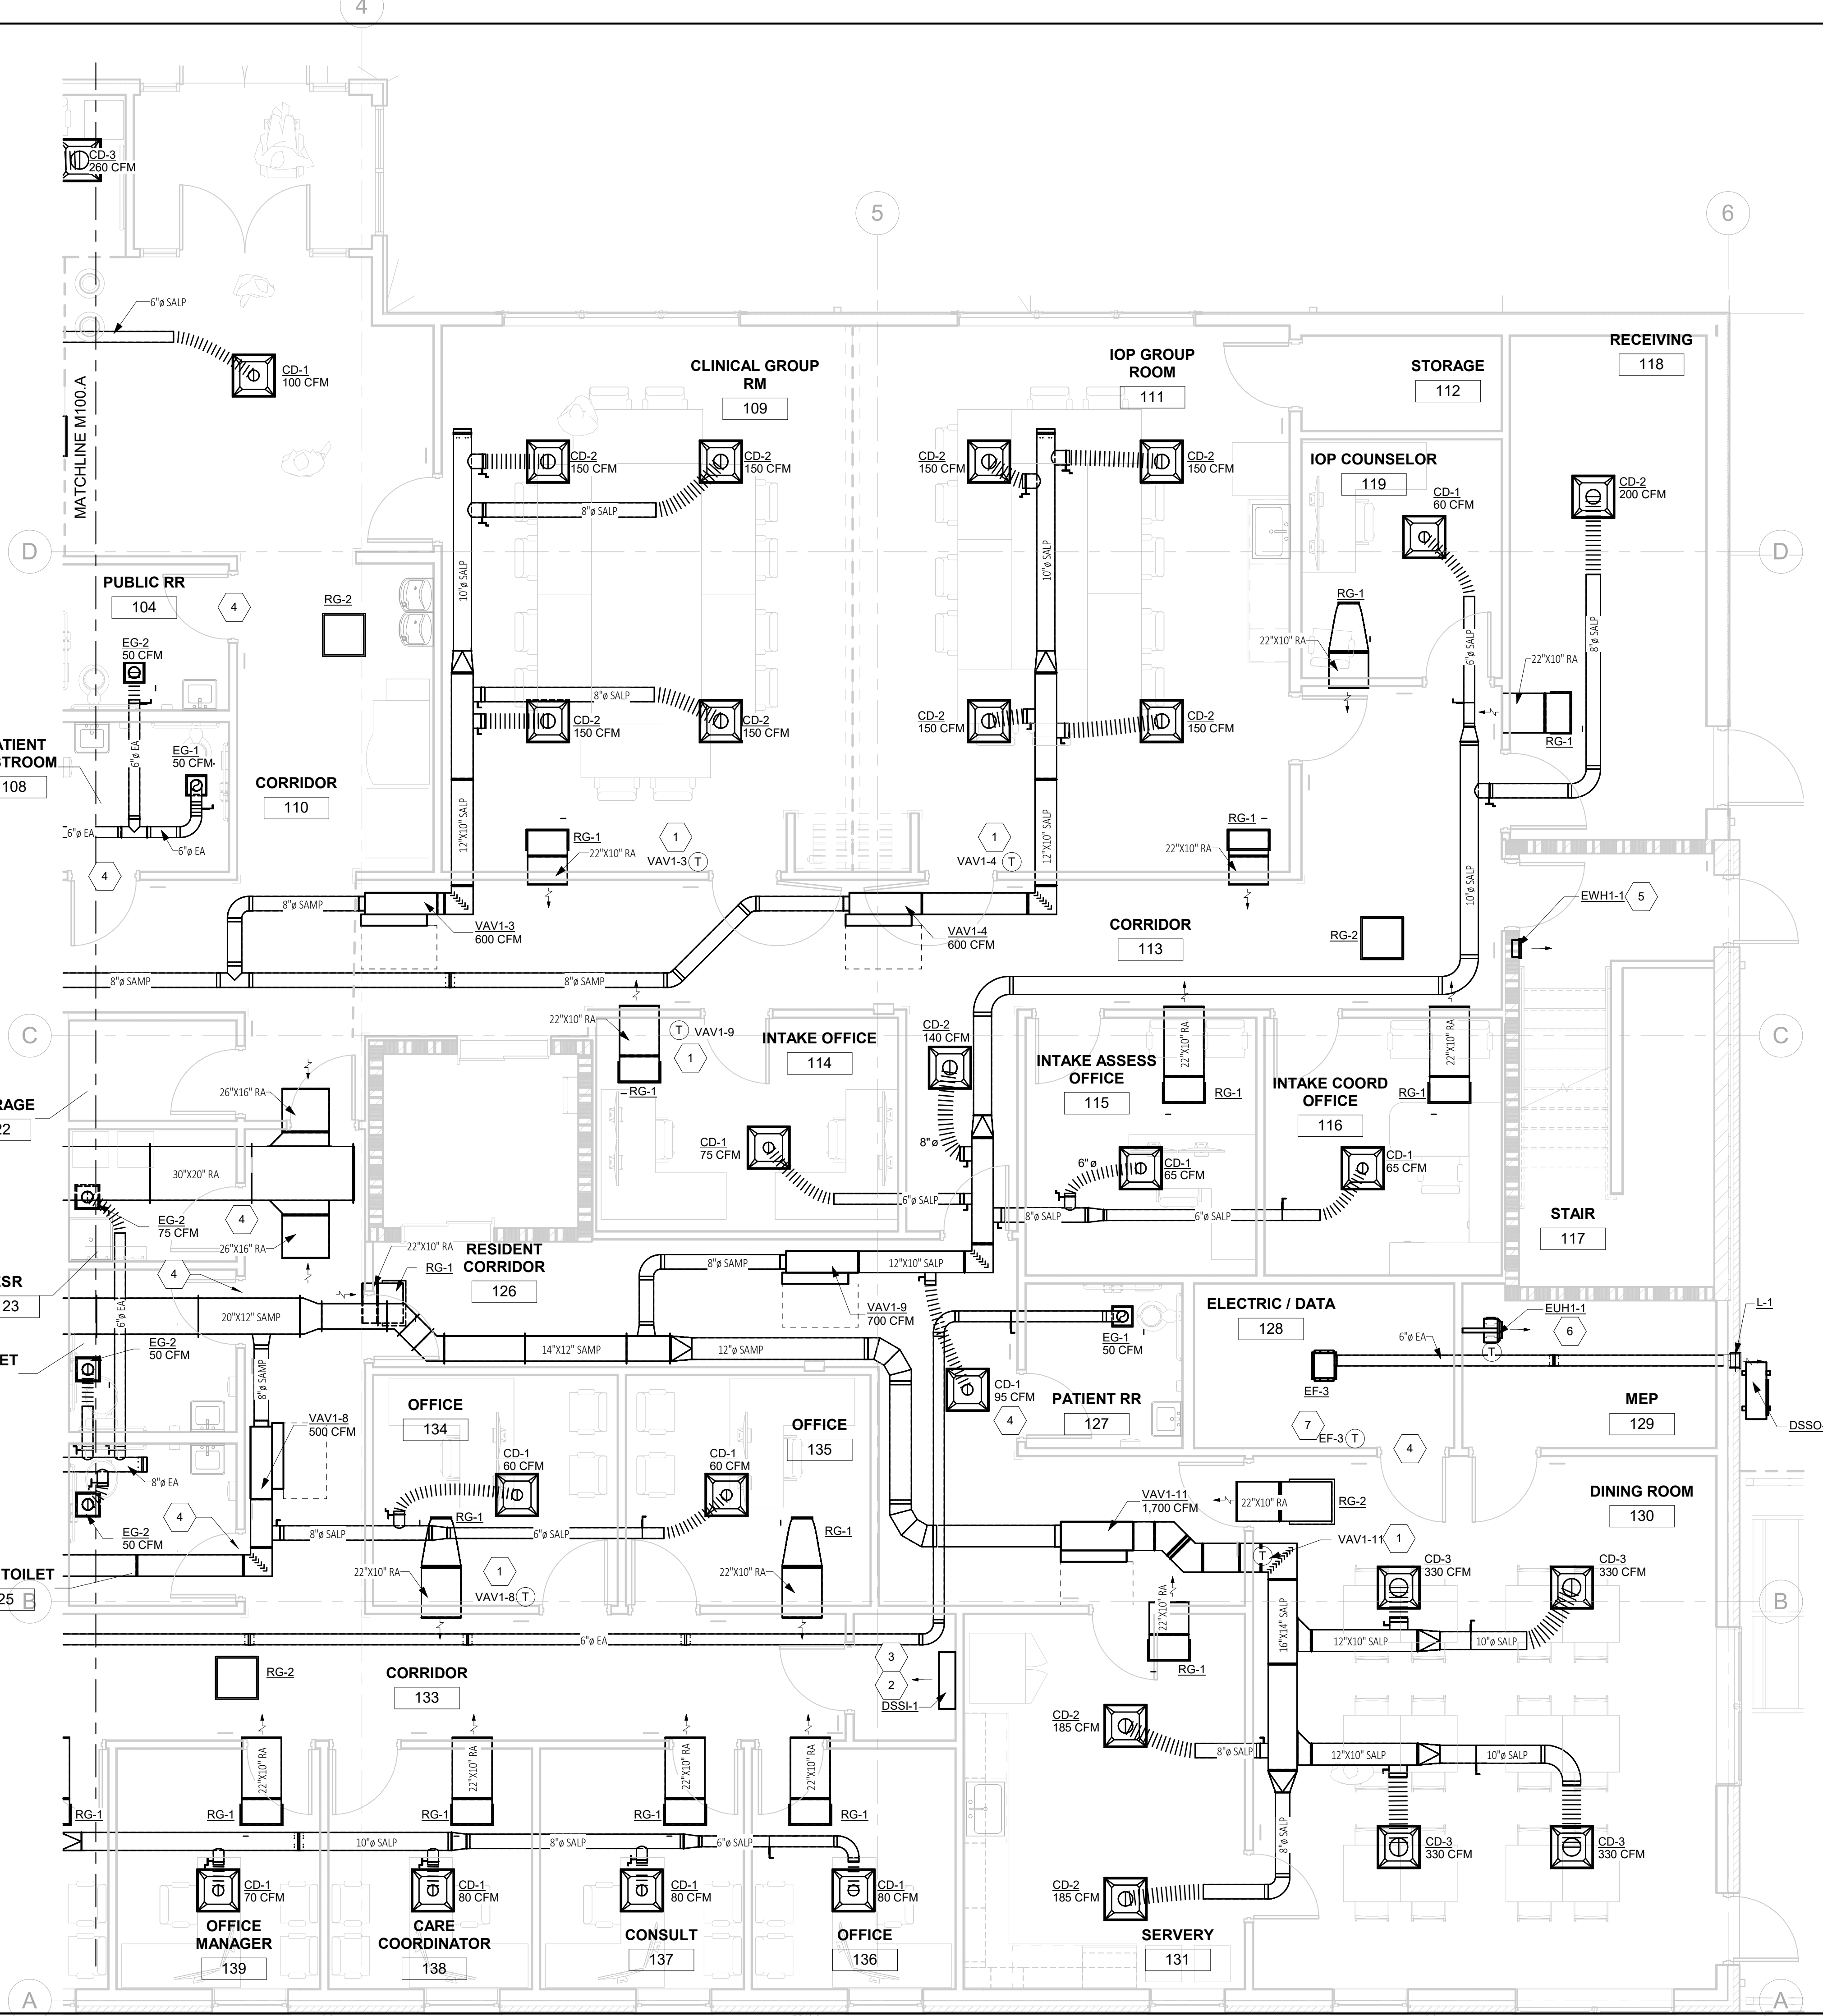 4
5
6
CD-3
260 CFM
6"ø SALP
CD-1
100 CFM
MATCHLINE M100.A
CLINICAL GROUP
RM
109
IOP GROUP
ROOM
111
STORAGE
112
RECEIVING
118
CD-2
150 CFM
CD-2
150 CFM
CD-2
150 CFM
CD-2
150 CFM
IOP COUNSELOR
119
CD-1
60 CFM
CD-2
200 CFM
8"ø SALP
10"ø SALP
10"ø SALP
D
D
PUBLIC RR
104
4
RG-2
EG-2
50 CFM
RG-1
22"X10" RA
6"ø SALP
8"ø SALP
22"X10" RA
RG-1
8"ø SALP
CD-2
150 CFM
CD-2
150 CFM
CD-2
150 CFM
CD-2
150 CFM
ATIENT
STROOM
108
6"ø EA
EG-1
50 CFM
CORRIDOR
110
6"ø EA
6"ø EA
4
12"X10" SALP
RG-1
22"X10" RA
1
VAV1-3
T
1
VAV1-4
T
12"X10" SALP
RG-1
22"X10" RA
10"ø SALP
8"ø SAMP
VAV1-3
600 CFM
VAV1-4
600 CFM
CORRIDOR
113
RG-2
EWH1-1
5
8"ø SAMP
8"ø SAMP
22"X10" RA
T
VAV1-9
1
RG-1
INTAKE OFFICE
114
CD-2
140 CFM
C
C
INTAKE ASSESS
OFFICE
115
22"X10" RA
RG-1
INTAKE COORD
OFFICE
116
22"X10" RA
RG-1
RAGE
22
26"X16" RA
30"X20" RA
CD-1
75 CFM
8"ø
6"ø
CD-1
65 CFM
CD-1
65 CFM
EG-2
75 CFM
4
26"X16" RA
6"ø SALP
8"ø SALP
6"ø SALP
STAIR
117
ESR
23
4
22"X10" RA
RG-1
RESIDENT
CORRIDOR
126
8"ø SAMP
12"X10" SALP
VAV1-9
700 CFM
20"X12" SAMP
6"ø EA
14"X12" SAMP
12"ø SAMP
EG-1
50 CFM
ELECTRIC / DATA
128
EUH1-1
6
T
L-1
6"ø EA
ET
EG-2
50 CFM
8"ø SAMP
CD-1
95 CFM
4
PATIENT RR
127
EF-3
7
EF-3
T
4
MEP
129
DSSO-
VAV1-8
500 CFM
OFFICE
134
OFFICE
135
CD-1
60 CFM
CD-1
60 CFM
8"ø EA
4
EG-2
50 CFM
8"ø SALP
RG-1
6"ø SALP
RG-1
VAV1-11
1,700 CFM
22"X10" RA
RG-2
DINING ROOM
130
T
VAV1-11
1
TOILET
25
B
B
22"X10" RA
1
VAV1-8
T
22"X10" RA
22"X10" RA
RG-1
CD-3
330 CFM
CD-3
330 CFM
16"X14" SALP
12"X10" SALP
10"ø SALP
6"ø EA
RG-2
CORRIDOR
133
3
2
DSSI-1
CD-2
185 CFM
8"ø SALP
12"X10" SALP
10"ø SALP
22"X10" RA
22"X10" RA
22"X10" RA
22"X10" RA
RG-1
RG-1
RG-1
RG-1
RG-1
10"ø SALP
8"ø SALP
6"ø SALP
8"ø SALP
CD-3
330 CFM
CD-3
330 CFM
CD-1
70 CFM
CD-1
80 CFM
CD-1
80 CFM
CD-1
80 CFM
CD-2
185 CFM
OFFICE
MANAGER
139
CARE
COORDINATOR
138
CONSULT
137
OFFICE
136
SERVERY
131
A
A